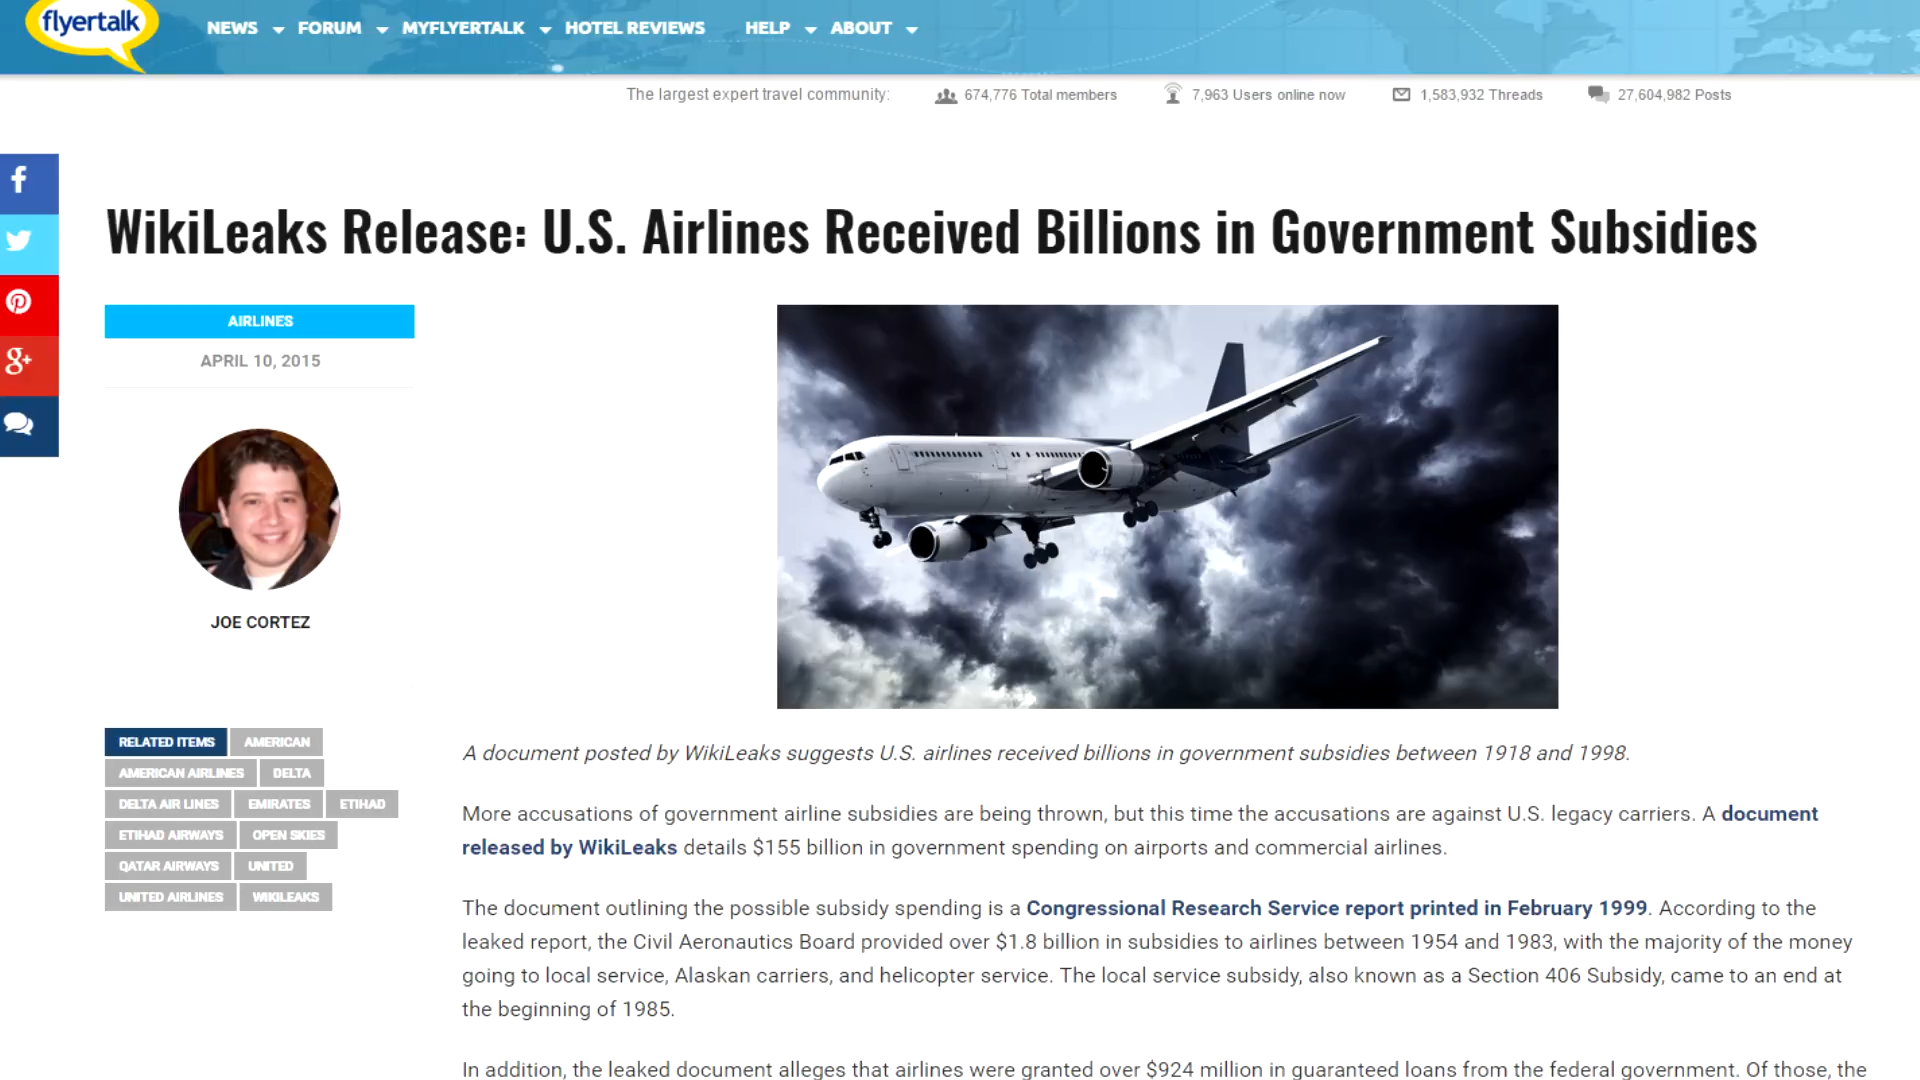 flyertalk
NEWS FORUM MYFLYERTALK HOTEL REVIEWS HELP ABOUT
The largest expert travel community: 674,776 Total members 7,963 Users online now 1,583,932 Threads 27,604,982 Posts
WikiLeaks Release: U.S. Airlines Received Billions in Government Subsidies
AIRLINES
APRIL 10, 2015
JOE CORTEZ
RELATED ITEMS AMERICAN
AMERICAN AIRLINES DELTA
DELTA AIR LINES EMIRATES ETIHAD
ETIHAD AIRWAYS OPEN SKIES
QATAR AIRWAYS UNITED
UNITED AIRLINES WIKILEAKS
A document posted by WikiLeaks suggests U.S. airlines received billions in government subsidies between 1918 and 1998.
More accusations of government airline subsidies are being thrown, but this time the accusations are against U.S. legacy carriers. A document
released by WikiLeaks details $155 billion in government spending on airports and commercial airlines.
The document outlining the possible subsidy spending is a Congressional Research Service report printed in February 1999. According to the
leaked report, the Civil Aeronautics Board provided over $1.8 billion in subsidies to airlines between 1954 and 1983, with the majority of the money
going to local service, Alaskan carriers, and helicopter service. The local service subsidy, also known as a Section 406 Subsidy, came to an end at
the beginning of 1985.
In addition, the leaked document alleges that airlines were granted over $924 million in guaranteed loans from the federal government. Of those, the